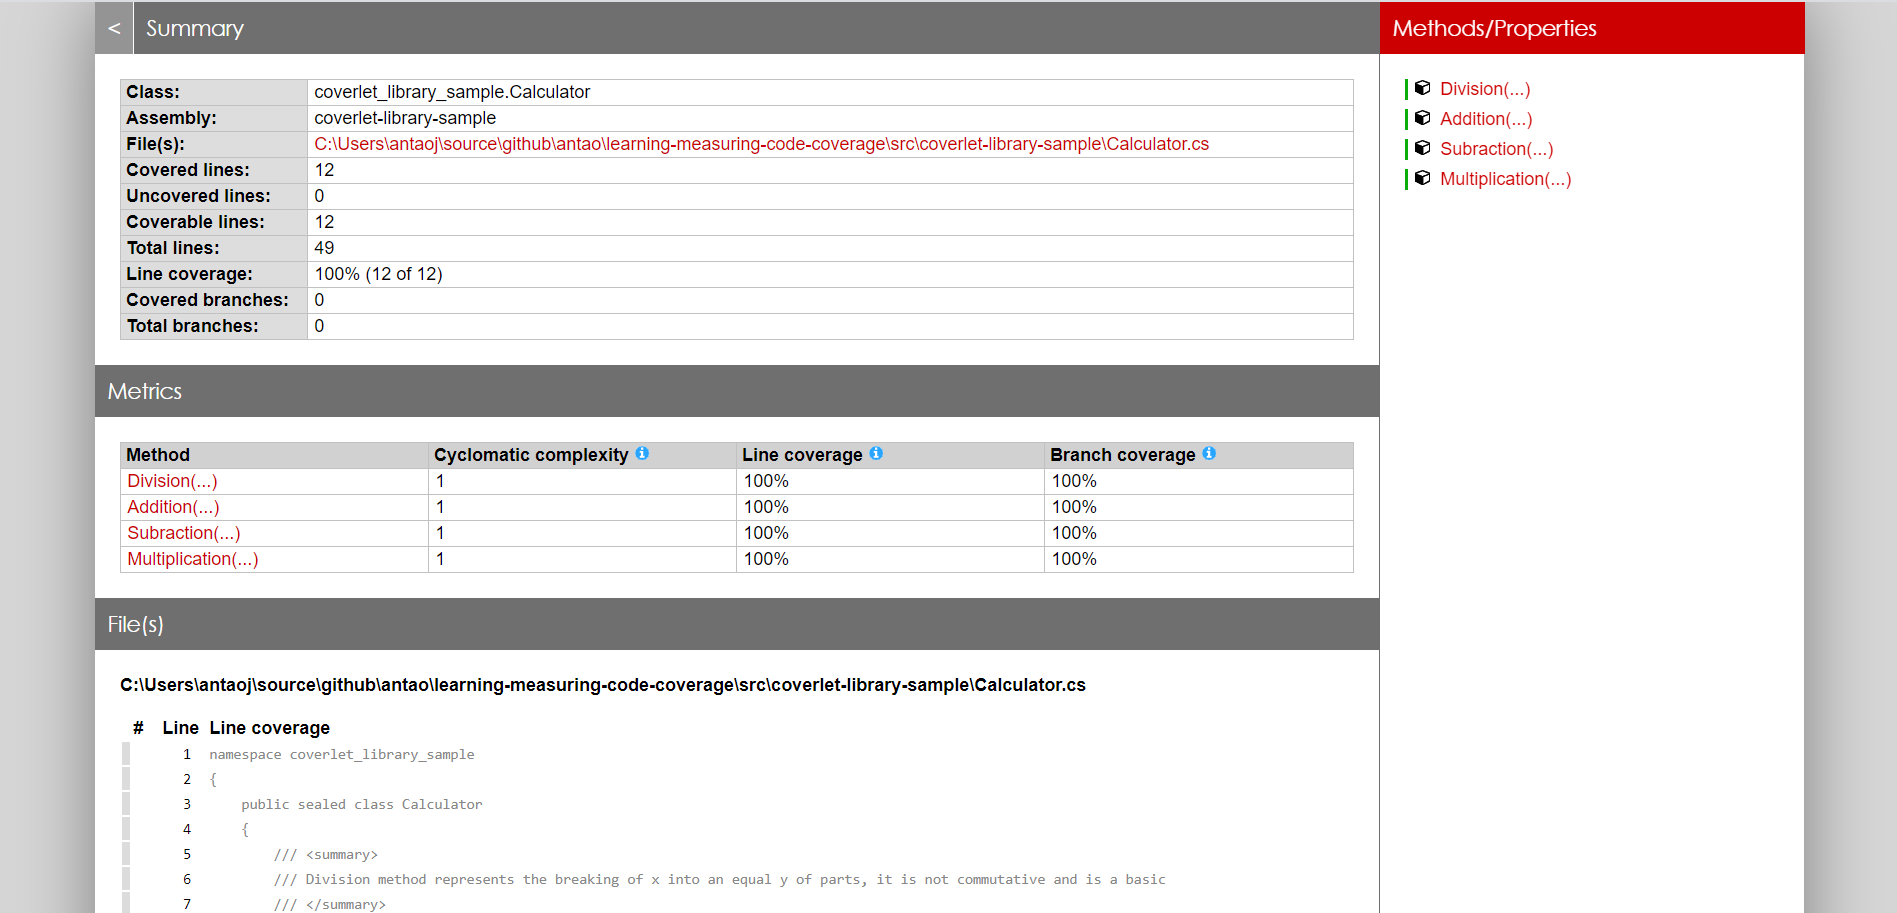 < Summary
Class: coverlet_library_sample.Calculator
Assembly: coverlet-library-sample
File(s): C:\Users\antaoj\source\github\antao\learning-measuring-code-coverage\src\coverlet-library-sample\Calculator.cs
Covered lines: 12
Uncovered lines: 0
Coverable lines: 12
Total lines: 49
Line coverage: 100% (12 of 12)
Covered branches: 0
Total branches: 0
Metrics
Method Cyclomatic complexity Line coverage Branch coverage
Division(...) 1 100% 100%
Addition(...) 1 100% 100%
Subraction(...) 1 100% 100%
Multiplication(...) 1 100% 100%
File(s)
C:\Users\antaoj\source\github\antao\learning-measuring-code-coverage\src\coverlet-library-sample\Calculator.cs
# Line Line coverage
1 namespace coverlet_library_sample
2 {
3 public sealed class Calculator
4 {
5 /// <summary>
6 /// Division method represents the breaking of x into an equal y of parts, it is not commutative and is a basic
7 /// </summary>
Methods/Properties
Division(...)
Addition(...)
Subraction(...)
Multiplication(...)